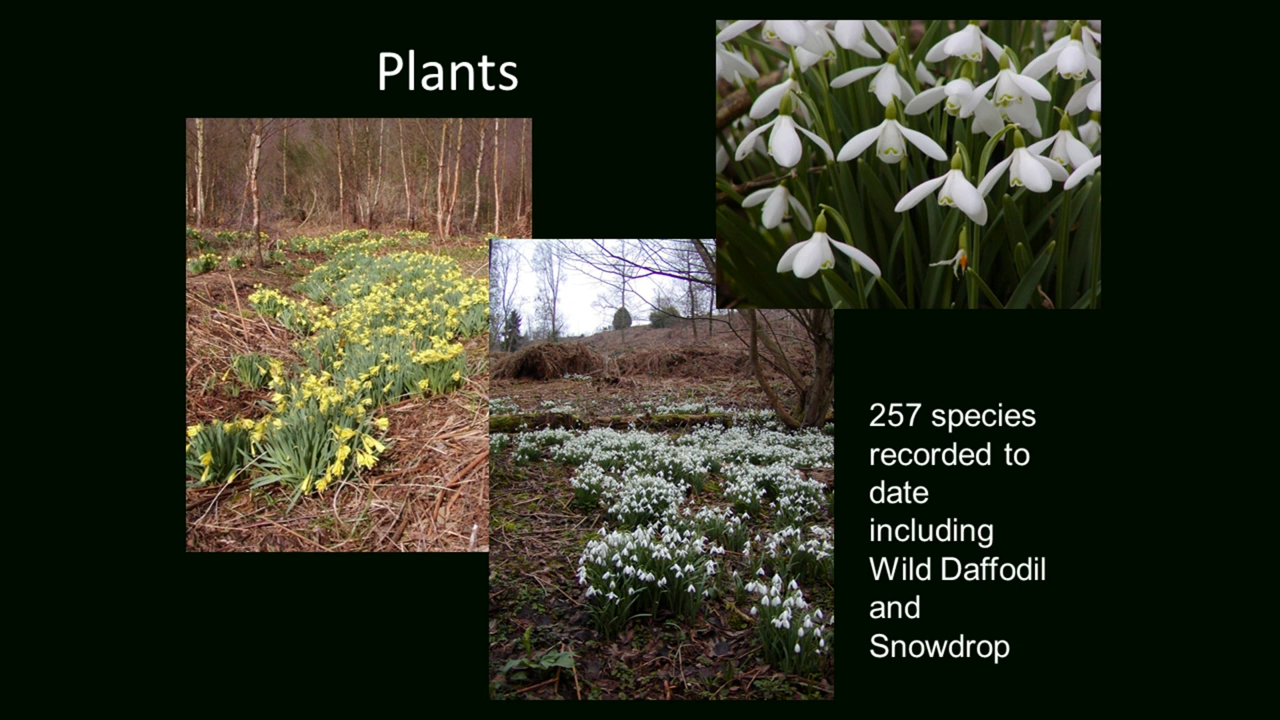 Plants
257 species
recorded to
date
including
Wild Daffodil
and
Snowdrop